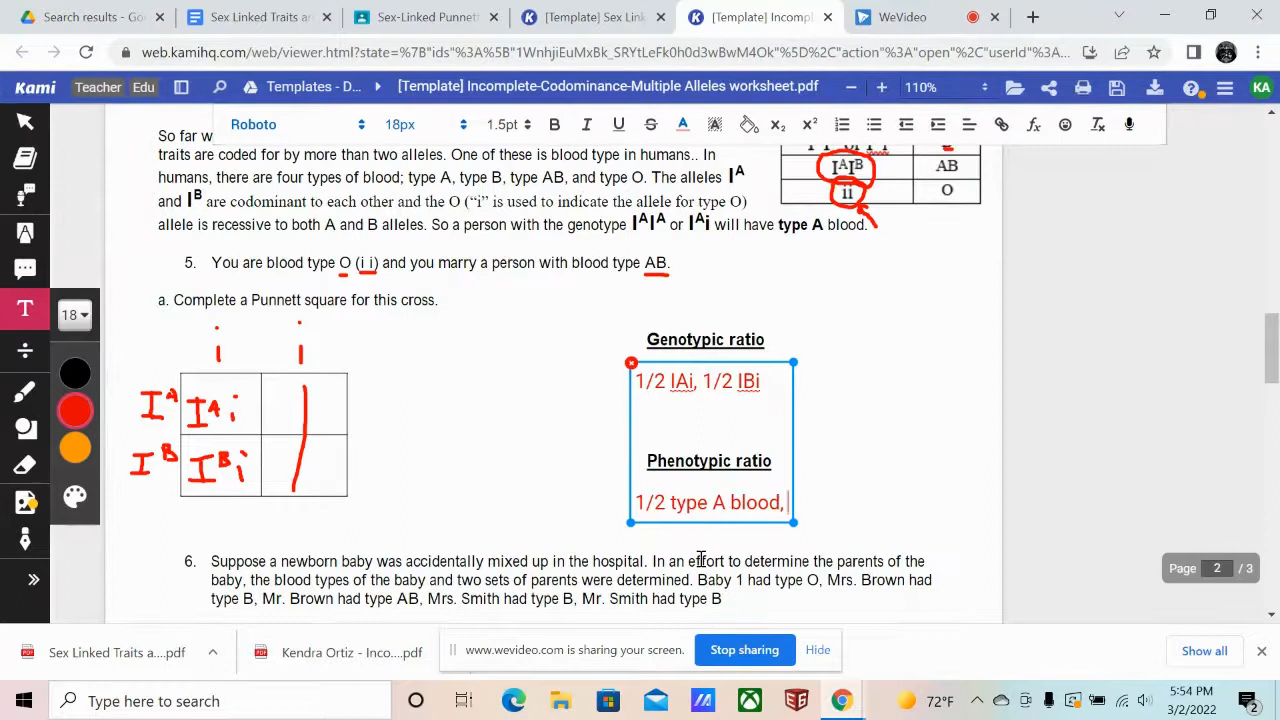 Search results - G
Sex Linked Traits and
Sex-Linked Punnett
[Template] Sex Link
[Template] Incomp
WeVideo
web.kamihq.com/web/viewer.html?state=%7B"ids"%3A%5B"1WnhjiEuMxBk_SRYtLeFk0h0d3wBwM4Ok"%5D%2C"action"%3A"open"%2C"userId"%3A...
Kami Teacher Edu
Templates - D...
[Template] Incomplete-Codominance-Multiple Alleles worksheet.pdf
110%
KA
Roboto 18px 1.5pt B I U S A
So far w
traits are coded for by more than two alleles. One of these is blood type in humans.. In
humans, there are four types of blood; type A, type B, type AB, and type O. The alleles Iᴬ
and Iᴮ are codominant to each other and the O ("i" is used to indicate the allele for type O)
allele is recessive to both A and B alleles. So a person with the genotype IᴬIᴬ or Iᴬi will have type A blood.
IᴬIᴮ AB
ii O
5. You are blood type O (i i) and you marry a person with blood type AB.
a. Complete a Punnett square for this cross.
i i
Iᴬ Iᴬi
Iᴮ Iᴮi
Genotypic ratio
1/2 IAi, 1/2 IBi
Phenotypic ratio
1/2 type A blood,
6. Suppose a newborn baby was accidentally mixed up in the hospital. In an effort to determine the parents of the
baby, the blood types of the baby and two sets of parents were determined. Baby 1 had type O, Mrs. Brown had
type B, Mr. Brown had type AB, Mrs. Smith had type B, Mr. Smith had type B
T
18
Page 2 / 3
Sex Linked Traits a....pdf
Kendra Ortiz - Inco....pdf
www.wevideo.com is sharing your screen.
Stop sharing
Hide
Show all
Type here to search
72°F
5:54 PM
3/2/2022
2